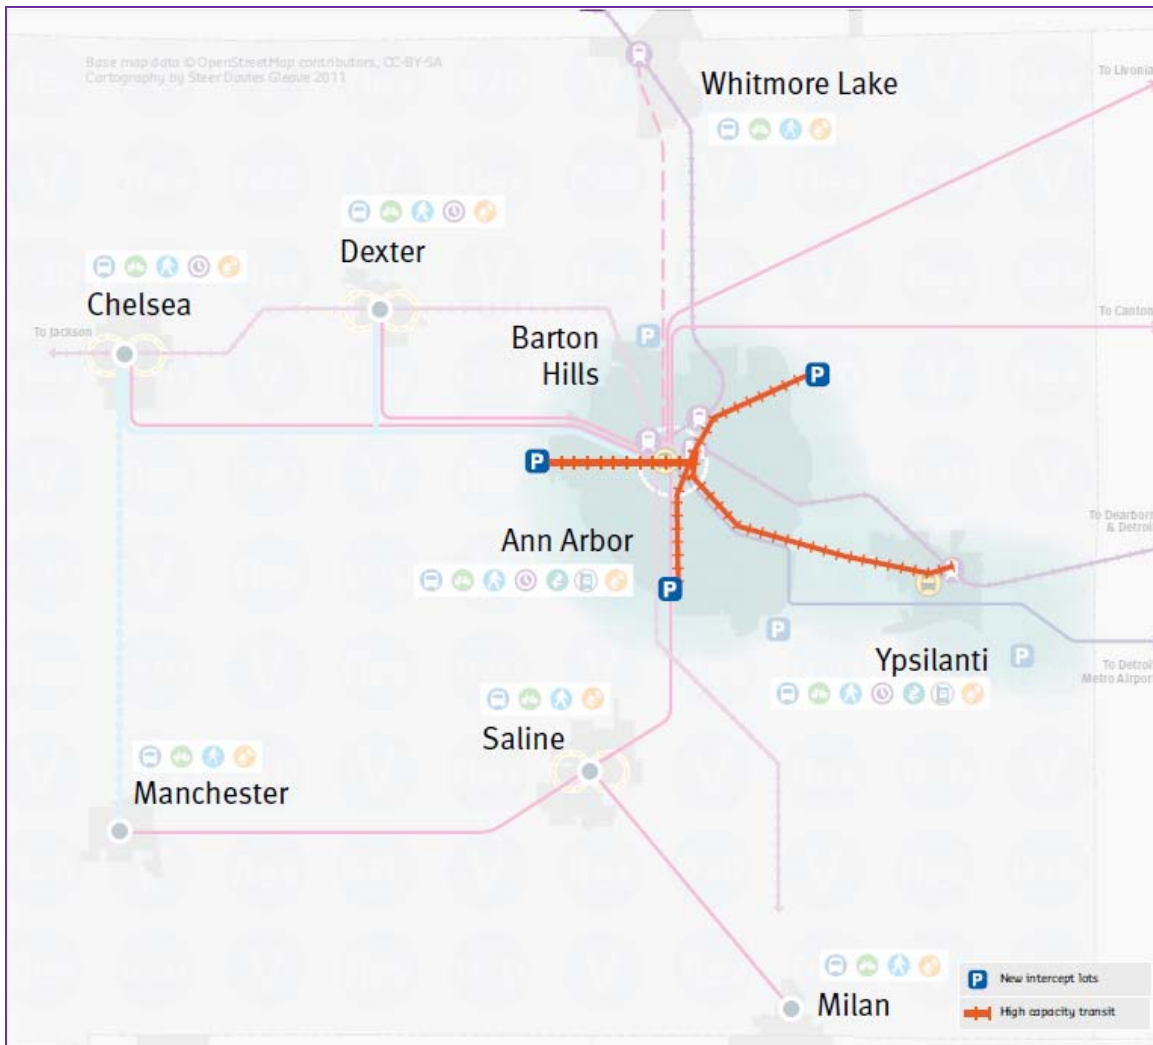 Base map data © OpenStreetMap contributors, CC-BY-SA
Cartography by Steer Davies Gleave 2011
Whitmore Lake
To Livonia
Dexter
Chelsea
To Jackson
To Canton
Barton
Hills
P
P
P
Ann Arbor
To Dearborn
& Detroit
P
P
Ypsilanti
P
To Detroit
Metro Airport
Saline
Manchester
Milan
P New intercept lots
High capacity transit